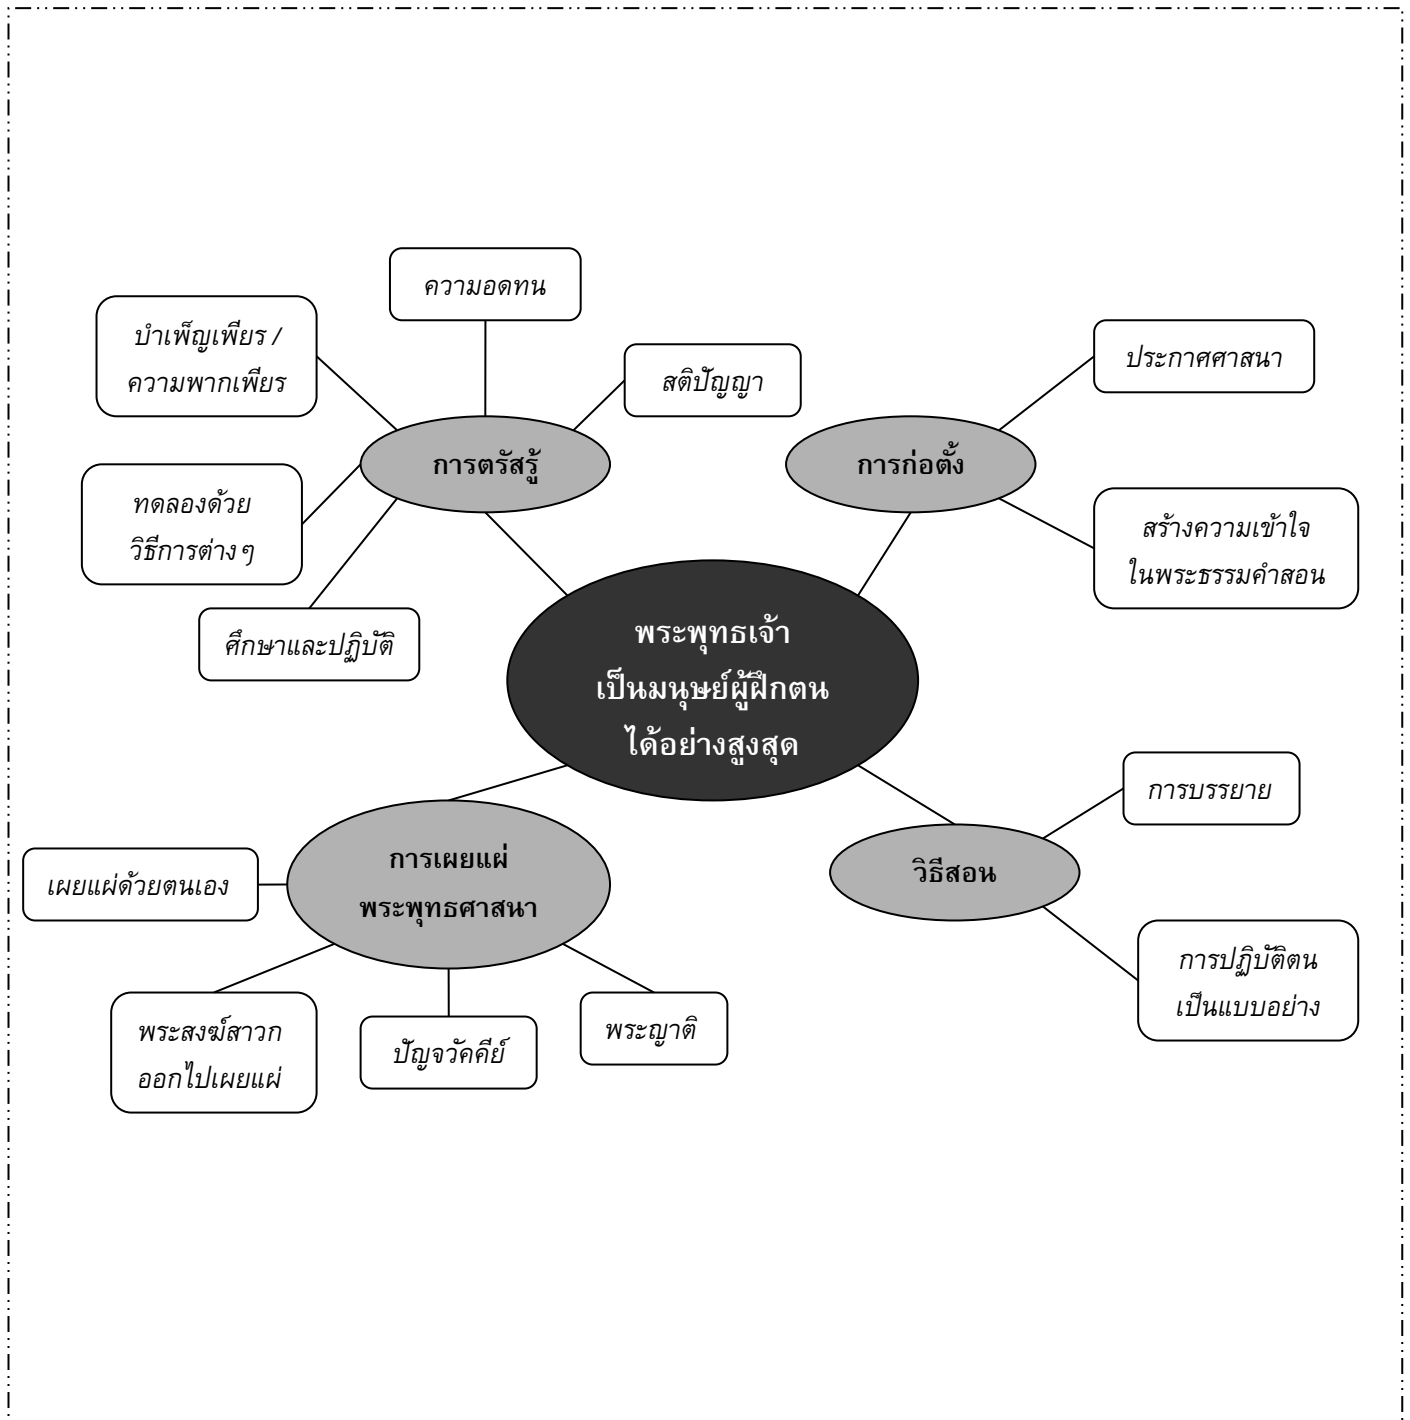 ความอดทน
บำเพ็ญเพียร /
ความพากเพียร
สติปัญญา
ประกาศศาสนา
การตรัสรู้
การก่อตั้ง
ทดลองด้วย
วิธีการต่าง ๆ
สร้างความเข้าใจ
ในพระธรรมคำสอน
ศึกษาและปฏิบัติ
พระพุทธเจ้า
เป็นมนุษย์ผู้ฝึกตน
ได้อย่างสูงสุด
การบรรยาย
การเผยแผ่
พระพุทธศาสนา
วิธีสอน
เผยแผ่ด้วยตนเอง
การปฏิบัติตน
เป็นแบบอย่าง
พระสงฆ์สาวก
ออกไปเผยแผ่
ปัญจวัคคีย์
พระญาติ